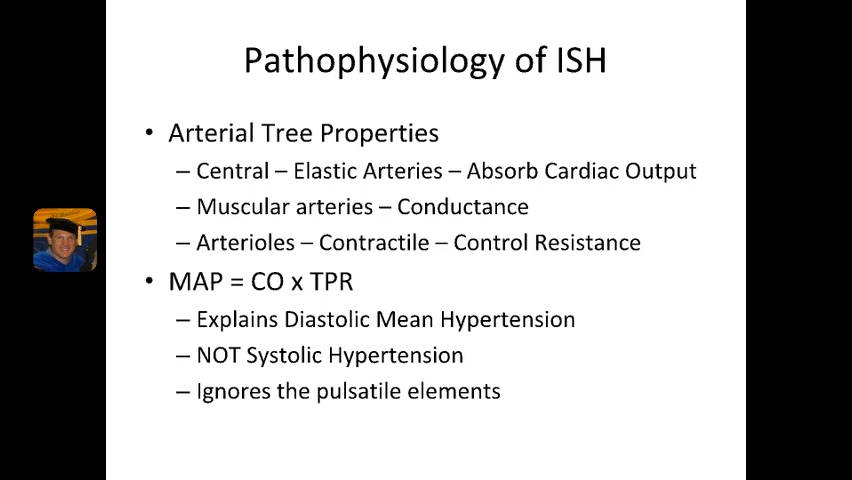 Pathophysiology of ISH
• Arterial Tree Properties
– Central – Elastic Arteries – Absorb Cardiac Output
– Muscular arteries – Conductance
– Arterioles – Contractile – Control Resistance
• MAP = CO x TPR
– Explains Diastolic Mean Hypertension
– NOT Systolic Hypertension
– Ignores the pulsatile elements